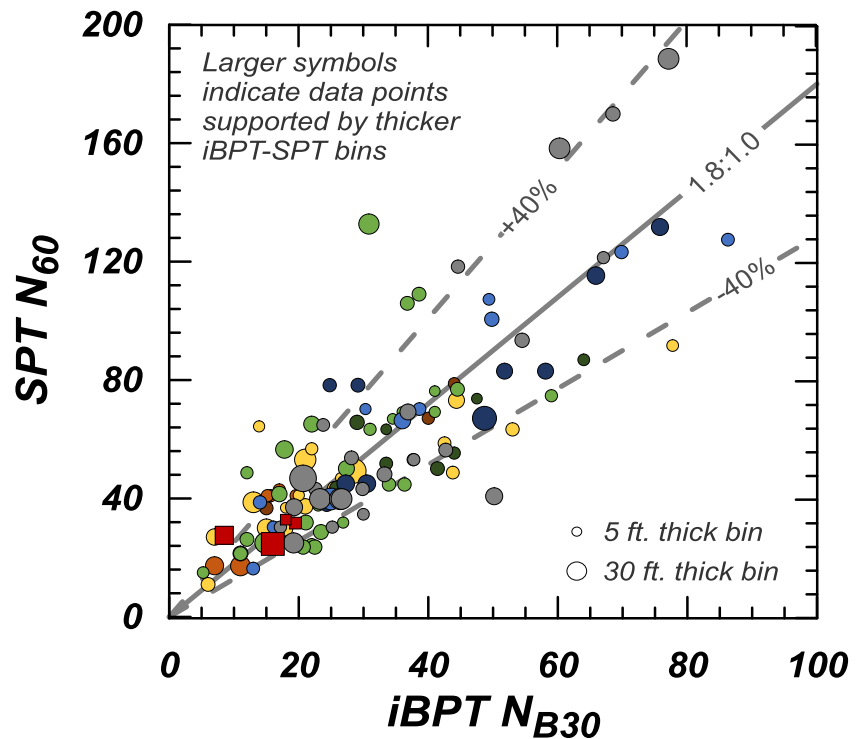 200
160
120
80
40
0
SPT N60
Larger symbols
indicate data points
supported by thicker
iBPT-SPT bins
+40%
1.8:1.0
-40%
5 ft. thick bin
30 ft. thick bin
0 20 40 60 80 100
iBPT NB30